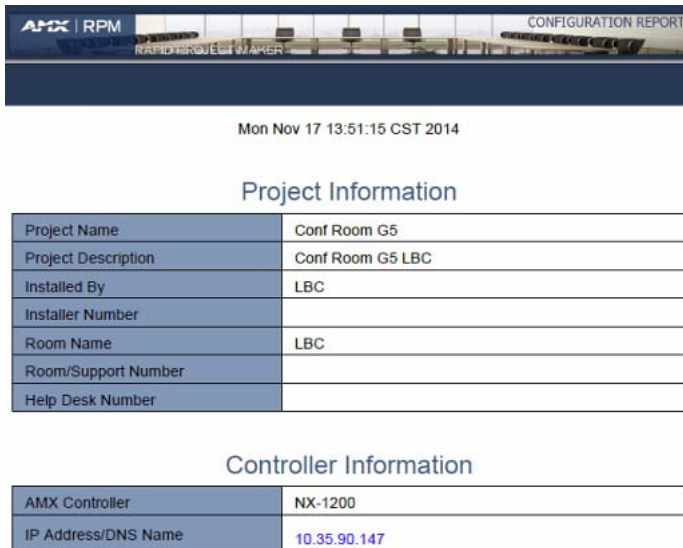 AMX | RPM
CONFIGURATION REPORT
RAPID PROJECT MAKER
Mon Nov 17 13:51:15 CST 2014
Project Information
Project Name Conf Room G5
Project Description Conf Room G5 LBC
Installed By LBC
Installer Number
Room Name LBC
Room/Support Number
Help Desk Number
Controller Information
AMX Controller NX-1200
IP Address/DNS Name 10.35.90.147